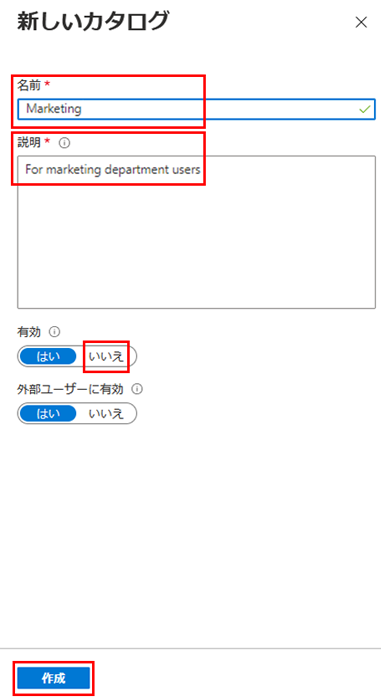 新しいカタログ
名前 *
Marketing
説明 *
For marketing department users
有効
はい いいえ
外部ユーザーに有効
はい いいえ
作成